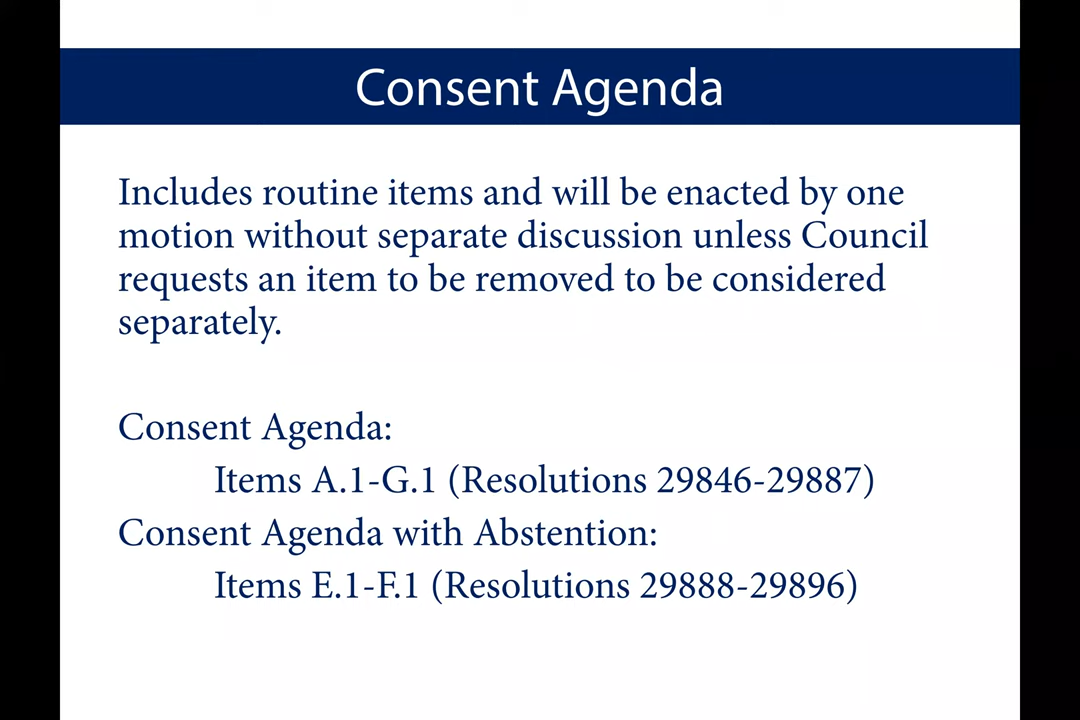 Consent Agenda
Includes routine items and will be enacted by one
motion without separate discussion unless Council
requests an item to be removed to be considered
separately.
Consent Agenda:
Items A.1-G.1 (Resolutions 29846-29887)
Consent Agenda with Abstention:
Items E.1-F.1 (Resolutions 29888-29896)